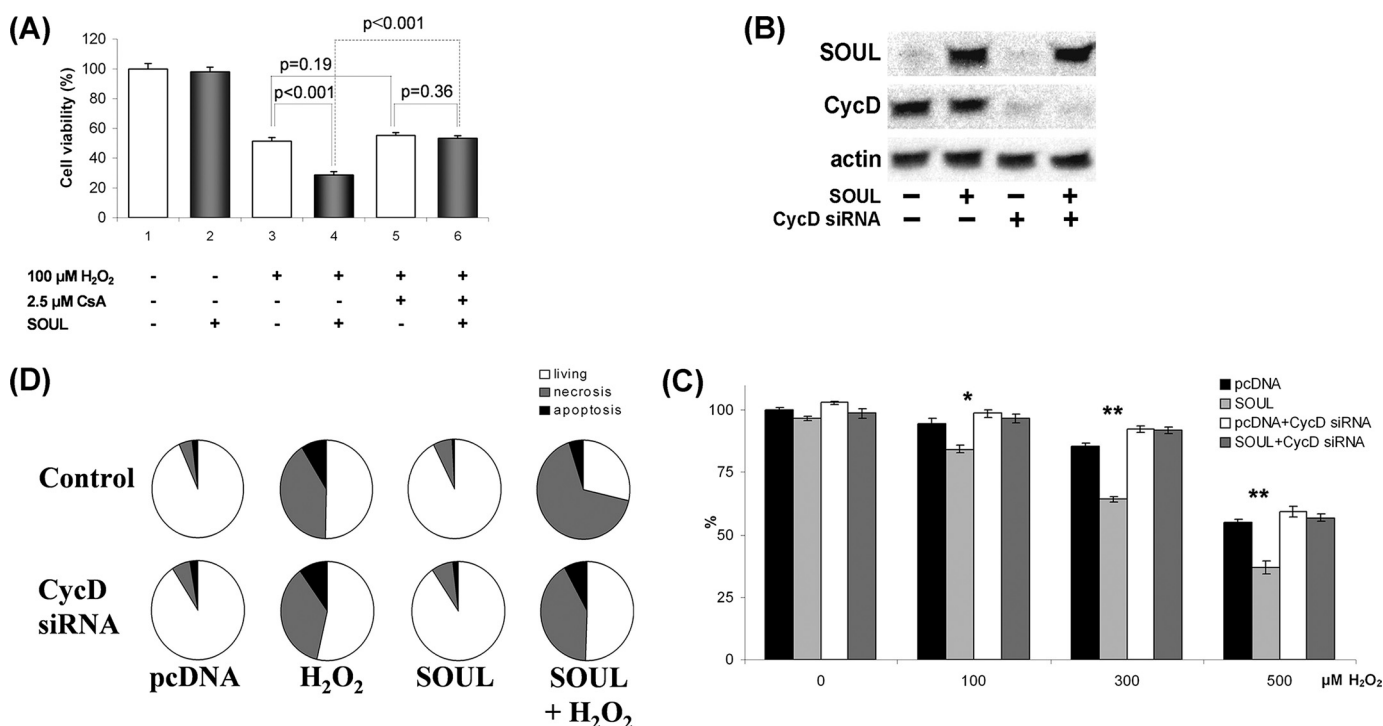 (A)
p<0.001
p=0.19
p<0.001
p=0.36
Cell viability (%)
120
100
80
60
40
20
0
1 2 3 4 5 6
100 µM H₂O₂ - - + + + +
2.5 µM CsA - - - - + +
SOUL - + - + - +
(B)
SOUL
CycD
actin
SOUL – + – +
CycD siRNA – – + +
(D)
living
necrosis
apoptosis
Control
CycD
siRNA
pcDNA H₂O₂ SOUL SOUL
+ H₂O₂
(C)
pcDNA
SOUL
pcDNA+CycD siRNA
SOUL+CycD siRNA
* ** **
%
100
75
50
25
0
0 100 300 500 µM H₂O₂